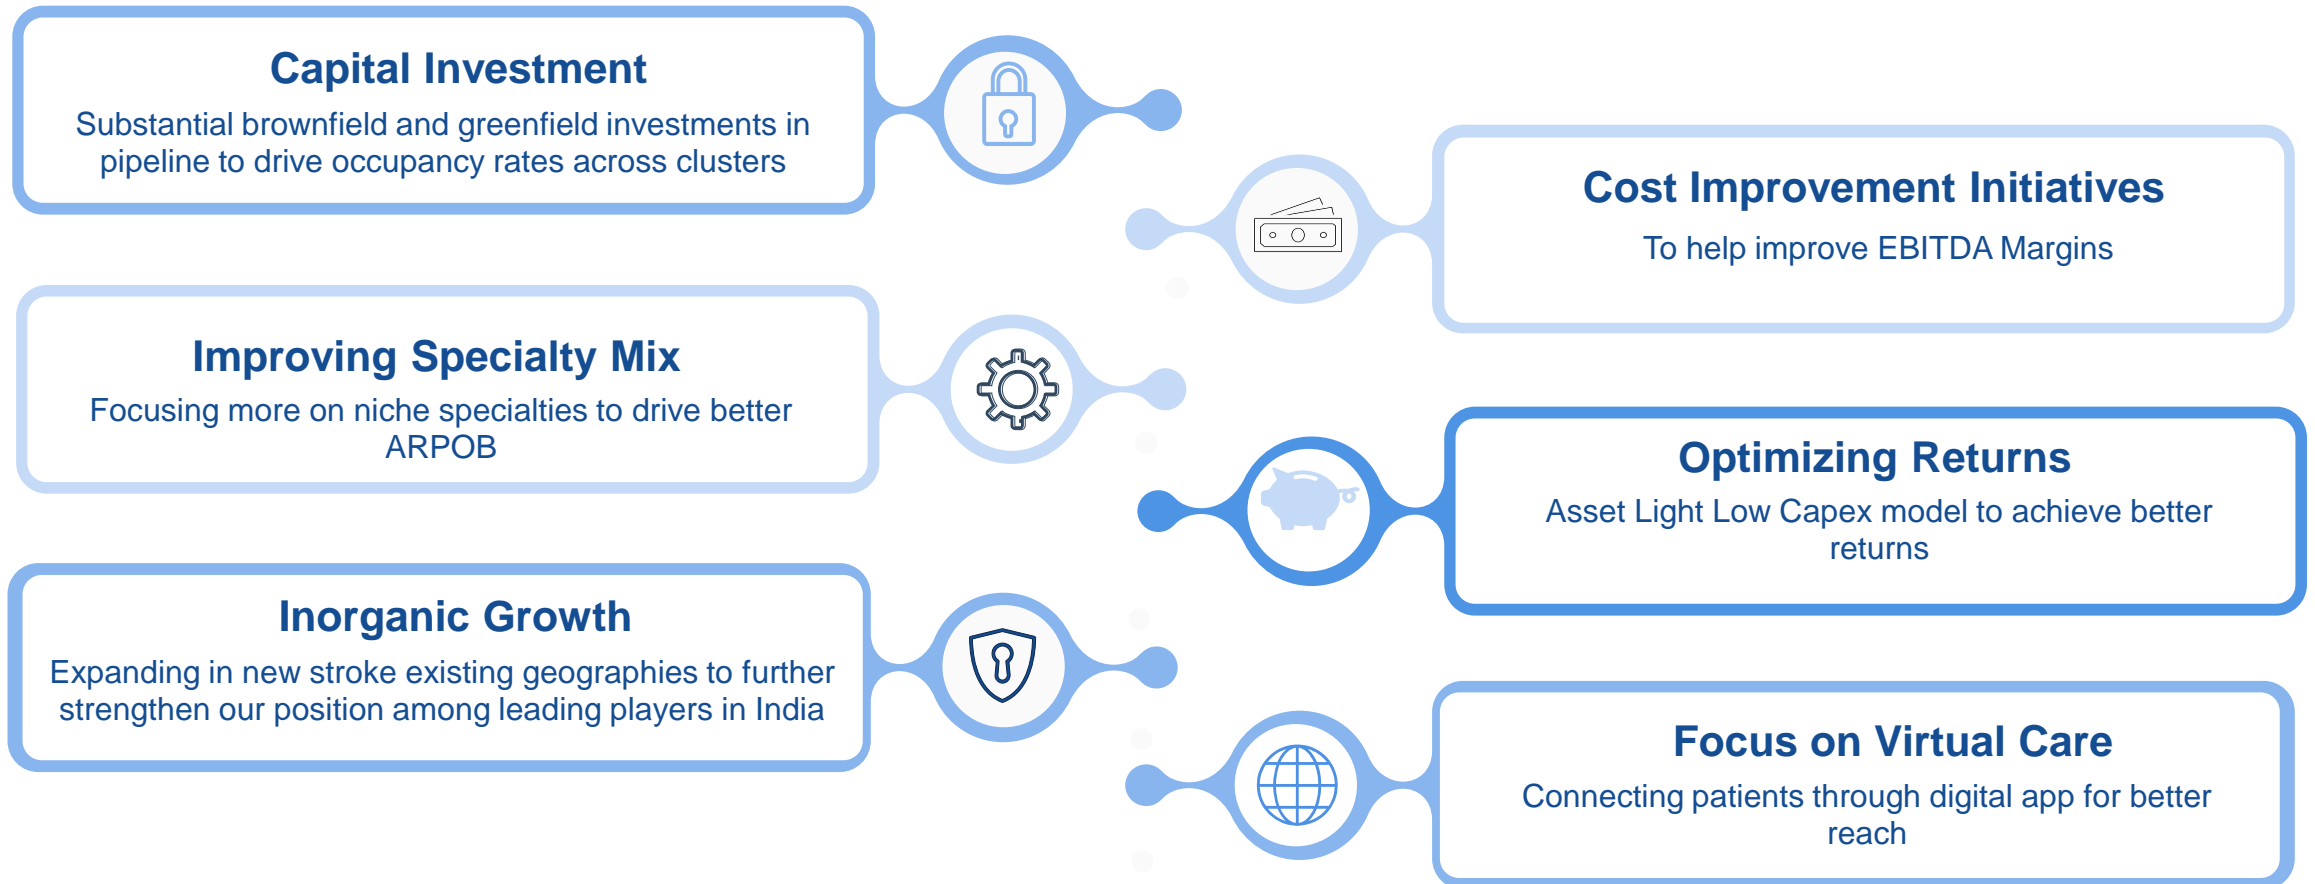 Capital Investment
Substantial brownfield and greenfield investments in
pipeline to drive occupancy rates across clusters
Cost Improvement Initiatives
To help improve EBITDA Margins
Improving Specialty Mix
Focusing more on niche specialties to drive better
ARPOB
Optimizing Returns
Asset Light Low Capex model to achieve better
returns
Inorganic Growth
Expanding in new stroke existing geographies to further
strengthen our position among leading players in India
Focus on Virtual Care
Connecting patients through digital app for better
reach